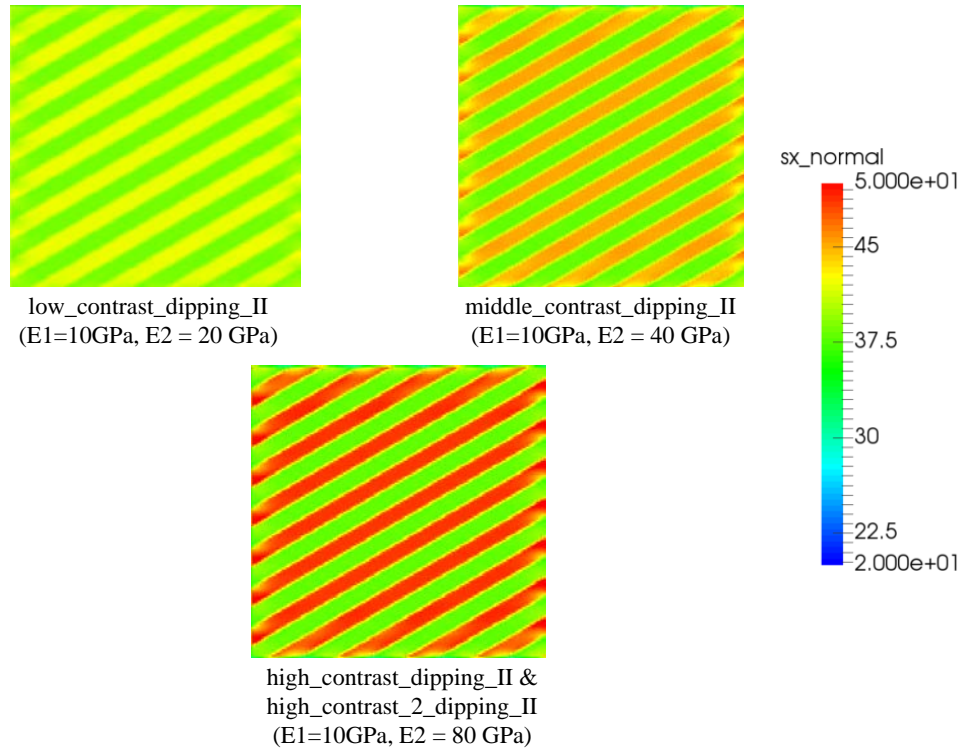 low_contrast_dipping_II
(E1=10GPa, E2 = 20 GPa)
middle_contrast_dipping_II
(E1=10GPa, E2 = 40 GPa)
sx_normal
5.000e+01
45
37.5
30
22.5
2.000e+01
high_contrast_dipping_II &
high_contrast_2_dipping_II
(E1=10GPa, E2 = 80 GPa)